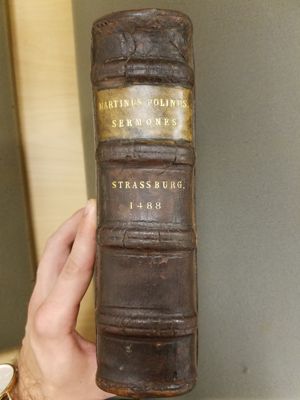 MARTINUS POLINUS.
SERMONES
STRASSBURG.
1488